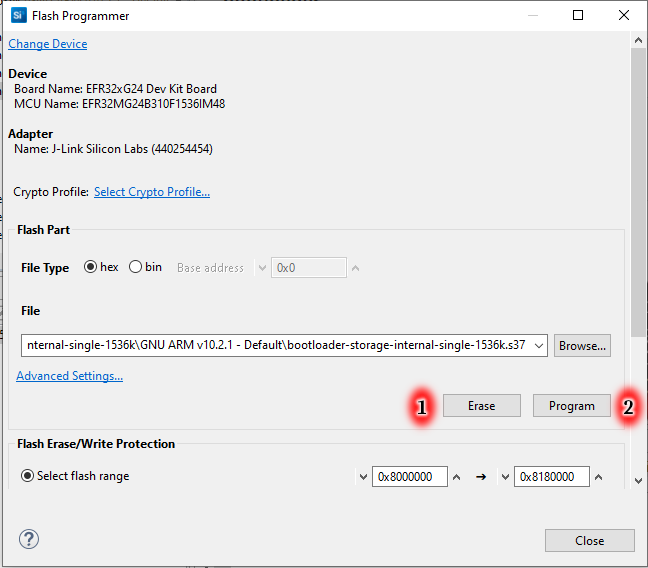 Si Flash Programmer
Change Device
Device
Board Name: EFR32xG24 Dev Kit Board
MCU Name: EFR32MG24B310F1536IM48
Adapter
Name: J-Link Silicon Labs (440254454)
Crypto Profile: Select Crypto Profile...
Flash Part
File Type hex bin Base address 0x0
File
nternal-single-1536k\GNU ARM v10.2.1 - Default\bootloader-storage-internal-single-1536k.s37 Browse...
Advanced Settings...
1 Erase Program 2
Flash Erase/Write Protection
Select flash range 0x8000000 → 0x8180000
? Close